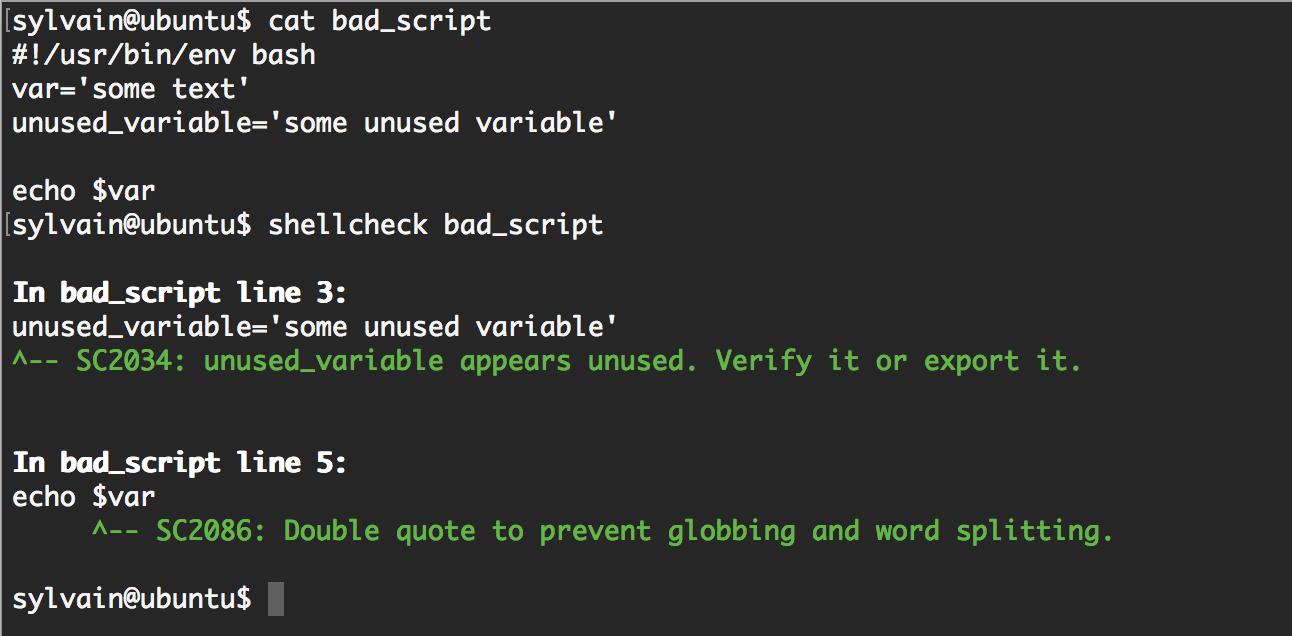 [sylvain@ubuntu$ cat bad_script
#!/usr/bin/env bash
var='some text'
unused_variable='some unused variable'

echo $var
[sylvain@ubuntu$ shellcheck bad_script

In bad_script line 3:
unused_variable='some unused variable'
^-- SC2034: unused_variable appears unused. Verify it or export it.


In bad_script line 5:
echo $var
     ^-- SC2086: Double quote to prevent globbing and word splitting.

sylvain@ubuntu$